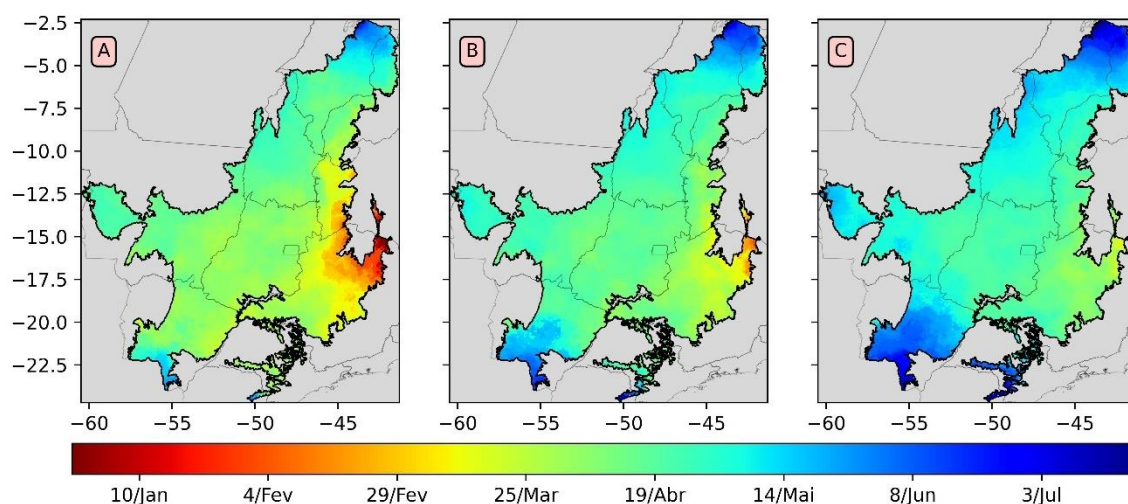 A
B
C
−2.5
−5.0
−7.5
−10.0
−12.5
−15.0
−17.5
−20.0
−22.5
−60 −55 −50 −45
−60 −55 −50 −45
−60 −55 −50 −45
10/Jan 4/Fev 29/Fev 25/Mar 19/Abr 14/Mai 8/Jun 3/Jul